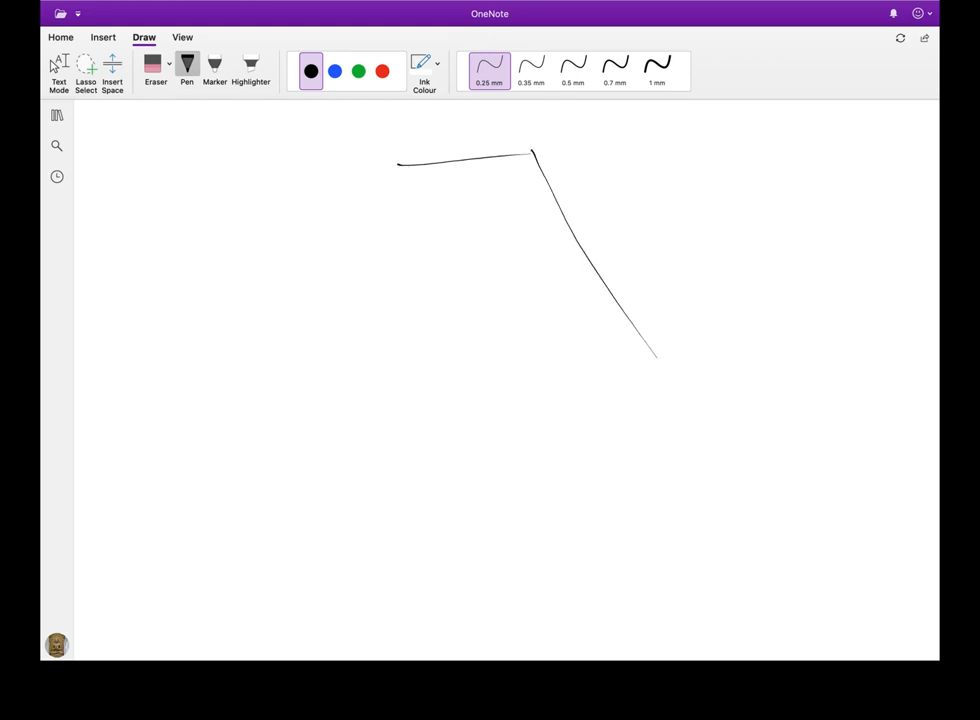 OneNote
Home Insert Draw View
Text Mode
Lasso Select
Insert Space
Eraser
Pen
Marker
Highlighter
Ink Colour
0.25 mm
0.35 mm
0.5 mm
0.7 mm
1 mm